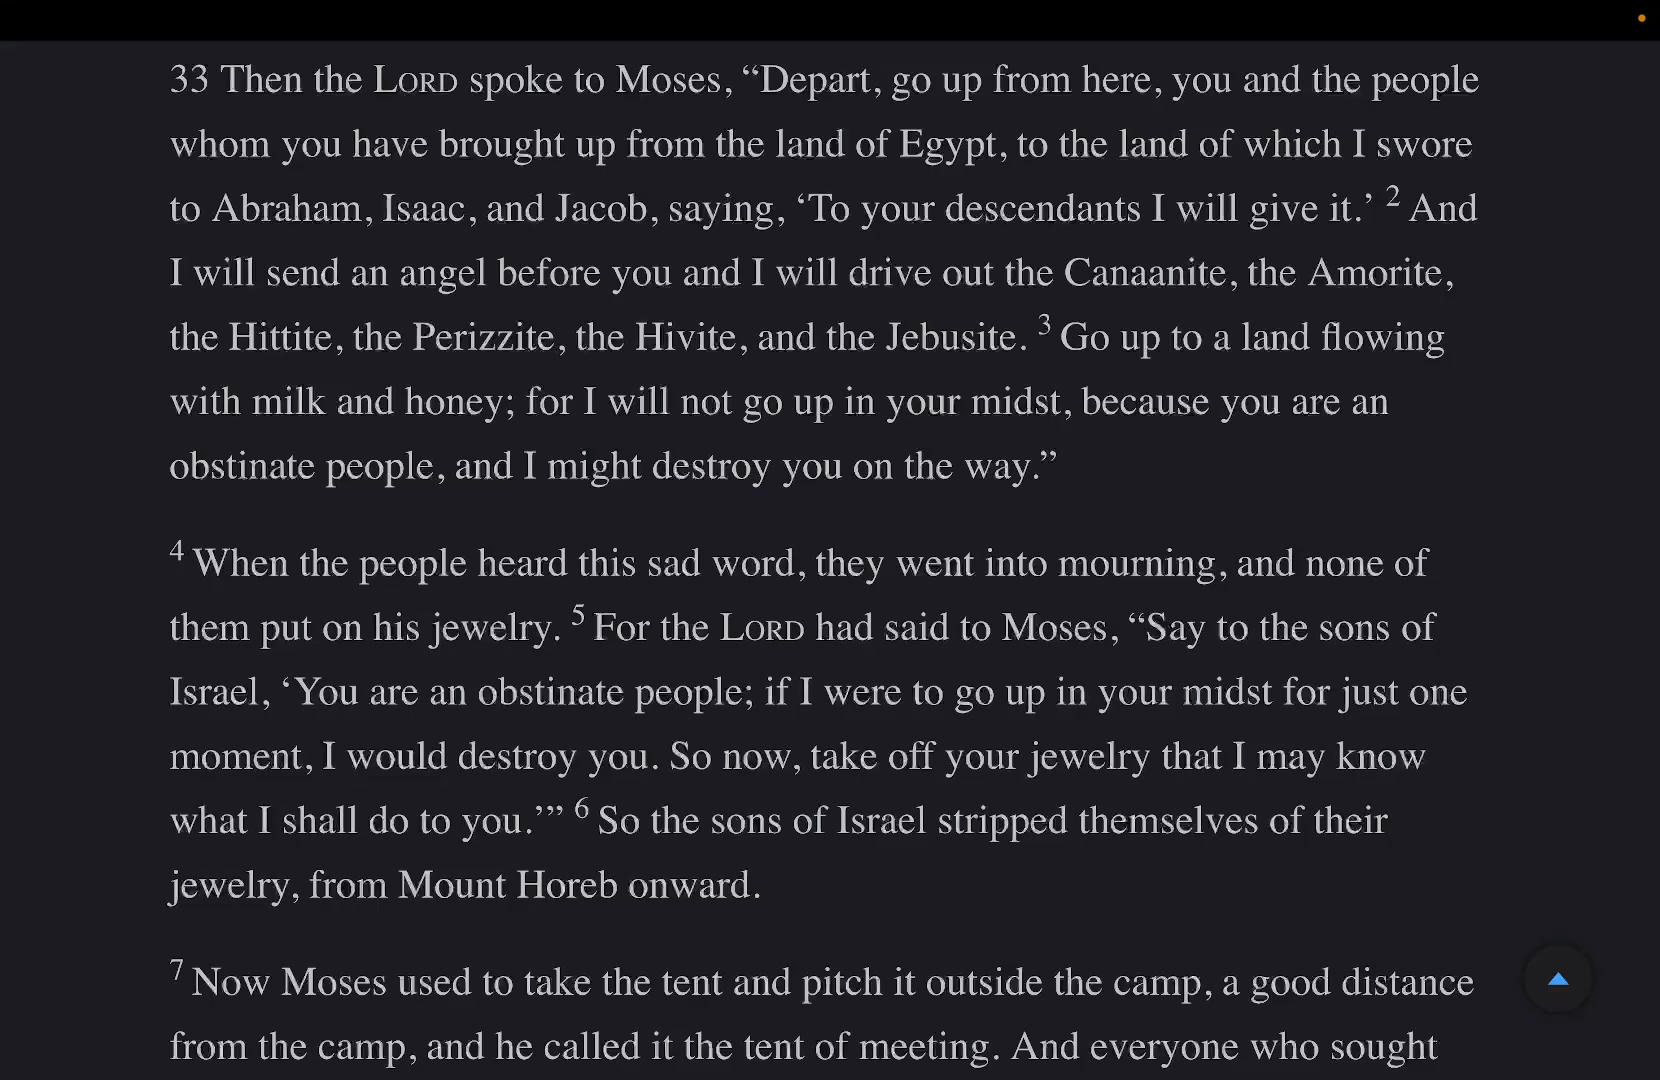 33 Then the LORD spoke to Moses, “Depart, go up from here, you and the people
whom you have brought up from the land of Egypt, to the land of which I swore
to Abraham, Isaac, and Jacob, saying, ‘To your descendants I will give it.’ 2 And
I will send an angel before you and I will drive out the Canaanite, the Amorite,
the Hittite, the Perizzite, the Hivite, and the Jebusite. 3 Go up to a land flowing
with milk and honey; for I will not go up in your midst, because you are an
obstinate people, and I might destroy you on the way.”
4 When the people heard this sad word, they went into mourning, and none of
them put on his jewelry. 5 For the LORD had said to Moses, “Say to the sons of
Israel, ‘You are an obstinate people; if I were to go up in your midst for just one
moment, I would destroy you. So now, take off your jewelry that I may know
what I shall do to you.’” 6 So the sons of Israel stripped themselves of their
jewelry, from Mount Horeb onward.
7 Now Moses used to take the tent and pitch it outside the camp, a good distance
from the camp, and he called it the tent of meeting. And everyone who sought